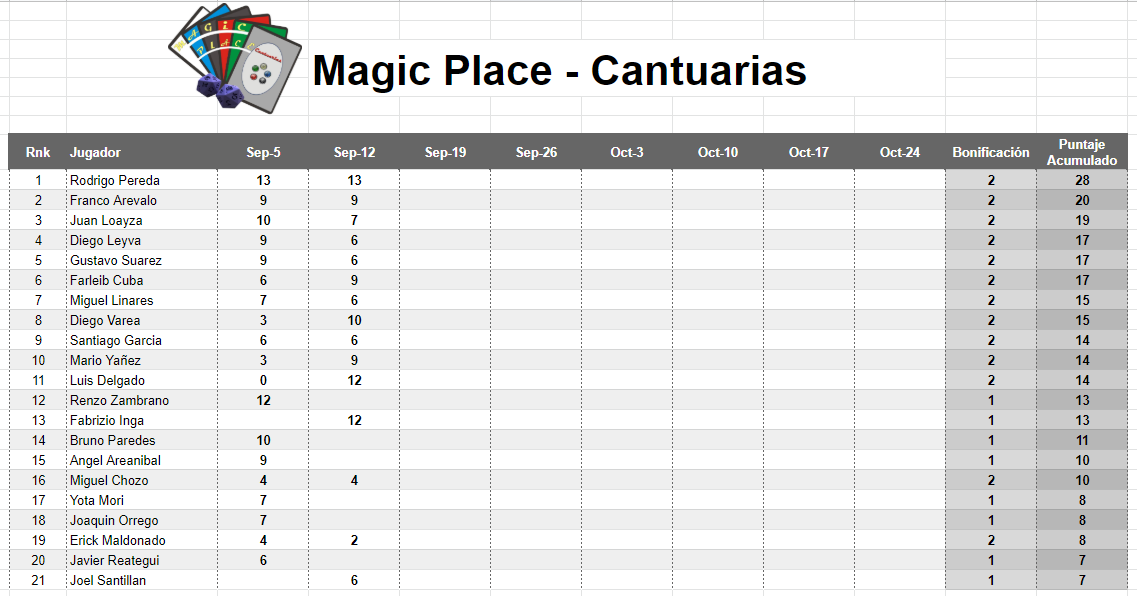 MAGIC
PLACE
Cantuarias
Magic Place - Cantuarias
Rnk Jugador Sep-5 Sep-12 Sep-19 Sep-26 Oct-3 Oct-10 Oct-17 Oct-24 Bonificación Puntaje Acumulado
1 Rodrigo Pereda 13 13 2 28
2 Franco Arevalo 9 9 2 20
3 Juan Loayza 10 7 2 19
4 Diego Leyva 9 6 2 17
5 Gustavo Suarez 9 6 2 17
6 Farleib Cuba 6 9 2 17
7 Miguel Linares 7 6 2 15
8 Diego Varea 3 10 2 15
9 Santiago Garcia 6 6 2 14
10 Mario Yañez 3 9 2 14
11 Luis Delgado 0 12 2 14
12 Renzo Zambrano 12 1 13
13 Fabrizio Inga 12 1 13
14 Bruno Paredes 10 1 11
15 Angel Areanibal 9 1 10
16 Miguel Chozo 4 4 2 10
17 Yota Mori 7 1 8
18 Joaquin Orrego 7 1 8
19 Erick Maldonado 4 2 2 8
20 Javier Reategui 6 1 7
21 Joel Santillan 6 1 7